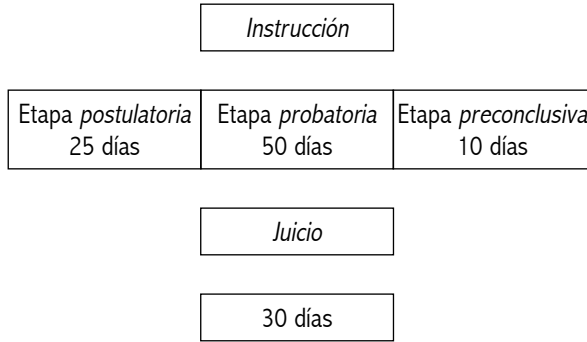 Instrucción
Etapa postulatoria
25 días
Etapa probatoria
50 días
Etapa preconclusiva
10 días
Juicio
30 días